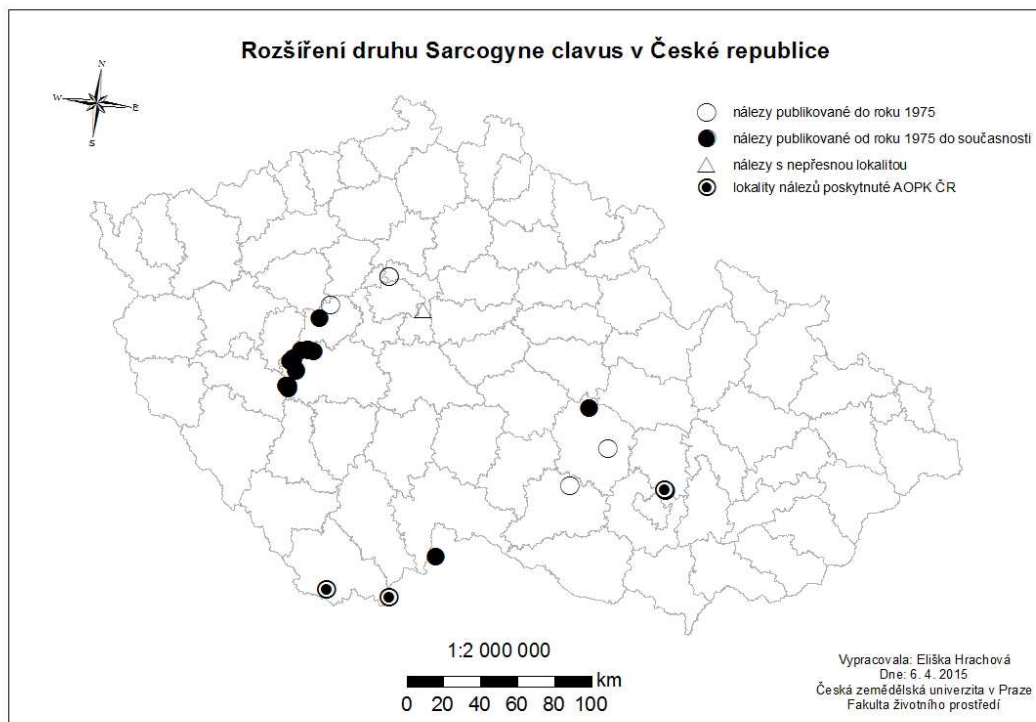 Rozšíření druhu Sarcogyne clavus v České republice
N
W E
S
nálezy publikované do roku 1975
nálezy publikované od roku 1975 do současnosti
nálezy s nepřesnou lokalitou
lokality nálezů poskytnuté AOPK ČR
1:2 000 000
km
0 20 40 60 80 100
Vypracovala: Eliška Hrachová
Dne: 6. 4. 2015
Česká zemědělská univerzita v Praze
Fakulta životního prostředí